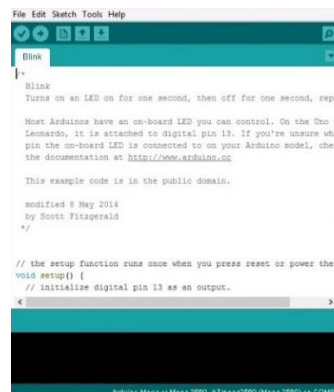 File Edit Sketch Tools Help
Blink
/*
Blink
Turns on an LED on for one second, then off for one second, rep
Most Arduinos have an on-board LED you can control. On the Uno
Leonardo, it is attached to digital pin 13. If you're unsure wh
pin the on-board LED is connected to on your Arduino model, che
the documentation at http://www.arduino.cc
This example code is in the public domain.
modified 8 May 2014
by Scott Fitzgerald
*/
// the setup function runs once when you press reset or power the
void setup() {
// initialize digital pin 13 as an output.